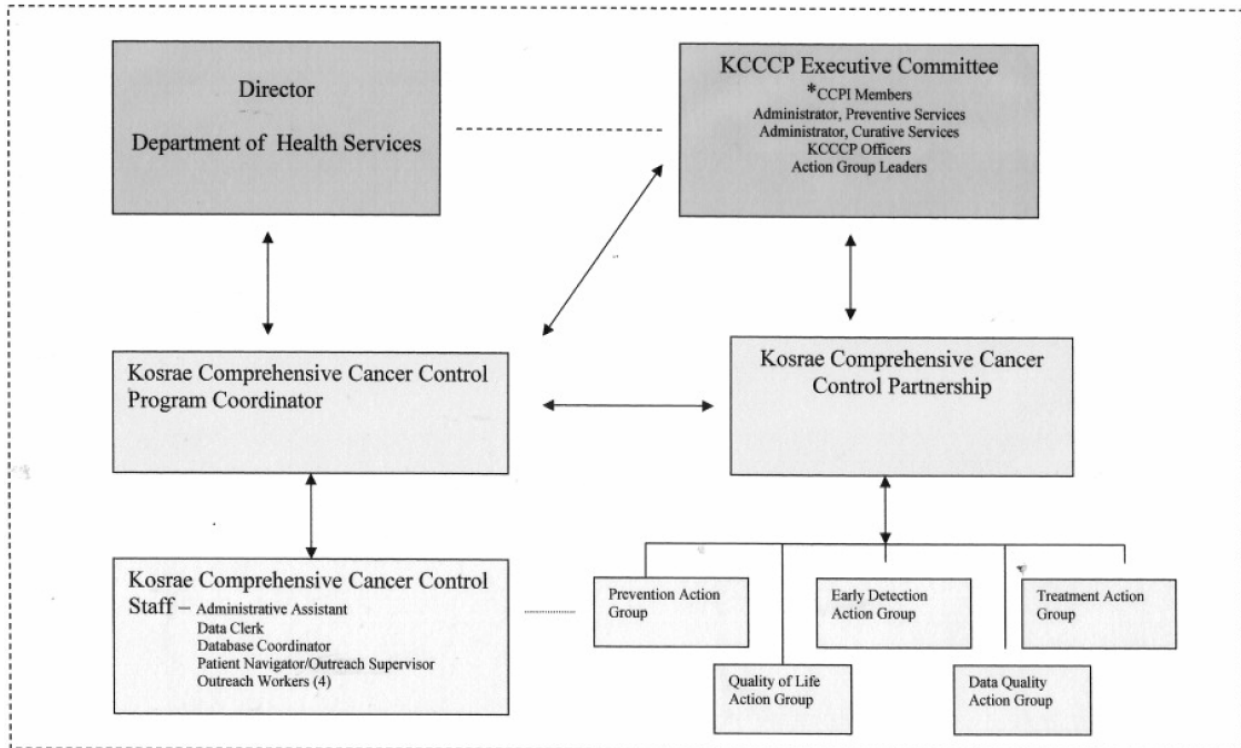 Director
Department of Health Services
KCCCP Executive Committee
*CCPI Members
Administrator, Preventive Services
Administrator, Curative Services
KCCCP Officers
Action Group Leaders
Kosrae Comprehensive Cancer Control
Program Coordinator
Kosrae Comprehensive Cancer
Control Partnership
Kosrae Comprehensive Cancer Control
Staff – Administrative Assistant
Data Clerk
Database Coordinator
Patient Navigator/Outreach Supervisor
Outreach Workers (4)
Prevention Action
Group
Early Detection
Action Group
Treatment Action
Group
Quality of Life
Action Group
Data Quality
Action Group